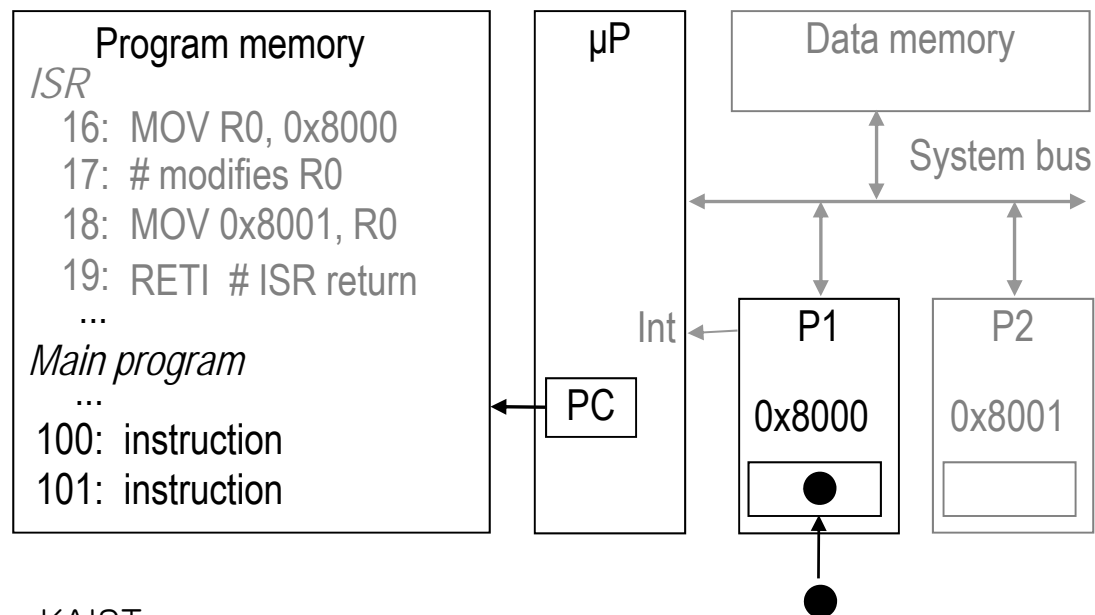 Program memory
ISR
16: MOV R0, 0x8000
17: # modifies R0
18: MOV 0x8001, R0
19: RETI # ISR return
...
Main program
...
100: instruction
101: instruction
µP
PC
Int
Data memory
System bus
P1
0x8000
P2
0x8001